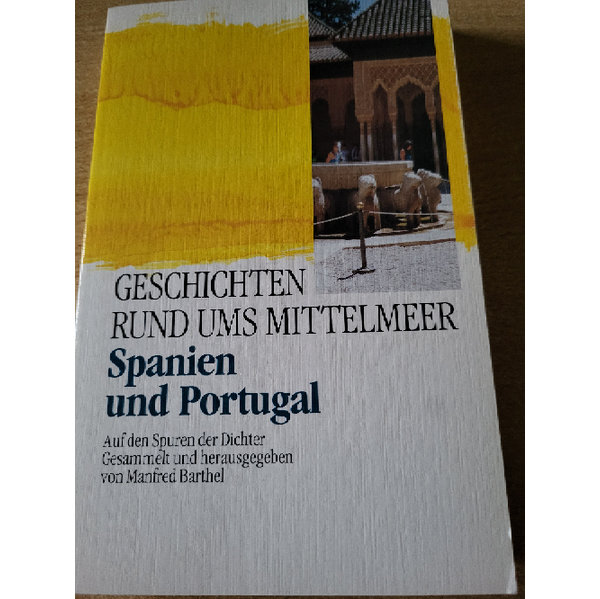 GESCHICHTEN
RUND UMS MITTELMEER
Spanien
und Portugal
Auf den Spuren der Dichter
Gesammelt und herausgegeben
von Manfred Barthel